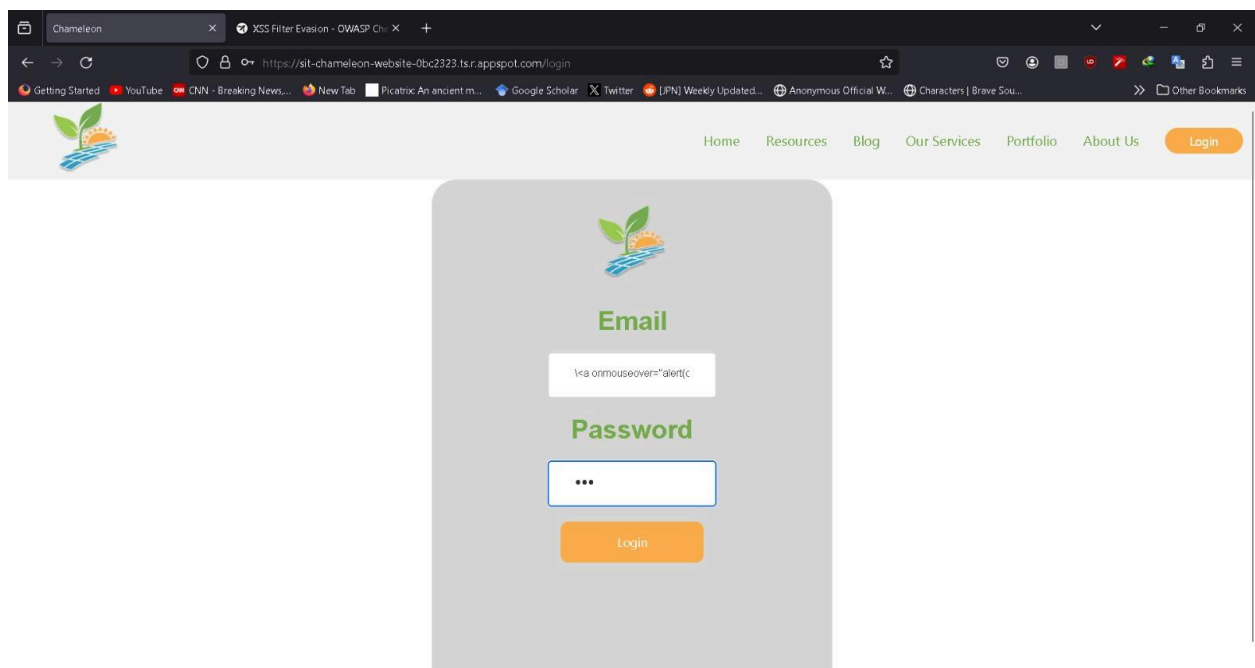 Chameleon
XSS Filter Evasion - OWASP Che
https://sit-chameleon-website-0bc2323.ts.r.appspot.com/login
Getting Started YouTube CNN - Breaking News,... New Tab Picatrix: An ancient m... Google Scholar Twitter [JPN] Weekly Updated... Anonymous Official W... Characters | Brave Sou... Other Bookmarks
Home Resources Blog Our Services Portfolio About Us Login
Email
\<a onmouseover="alert(c
Password
Login